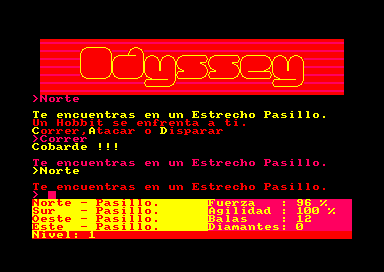 Odyssey
>Norte
Te encuentras en un Estrecho Pasillo.
Un Hobbit se enfrenta a ti.
Correr,Atacar o Disparar
>Correr
Cobarde !!!
Te encuentras en un Estrecho Pasillo.
>Norte
Te encuentras en un Estrecho Pasillo.
>
Norte - Pasillo. Fuerza : 96 %
Sur - Pasillo. Agilidad : 100 %
Oeste - Pasillo. Balas : 12
Este - Pasillo. Diamantes: 0
Nivel: 1